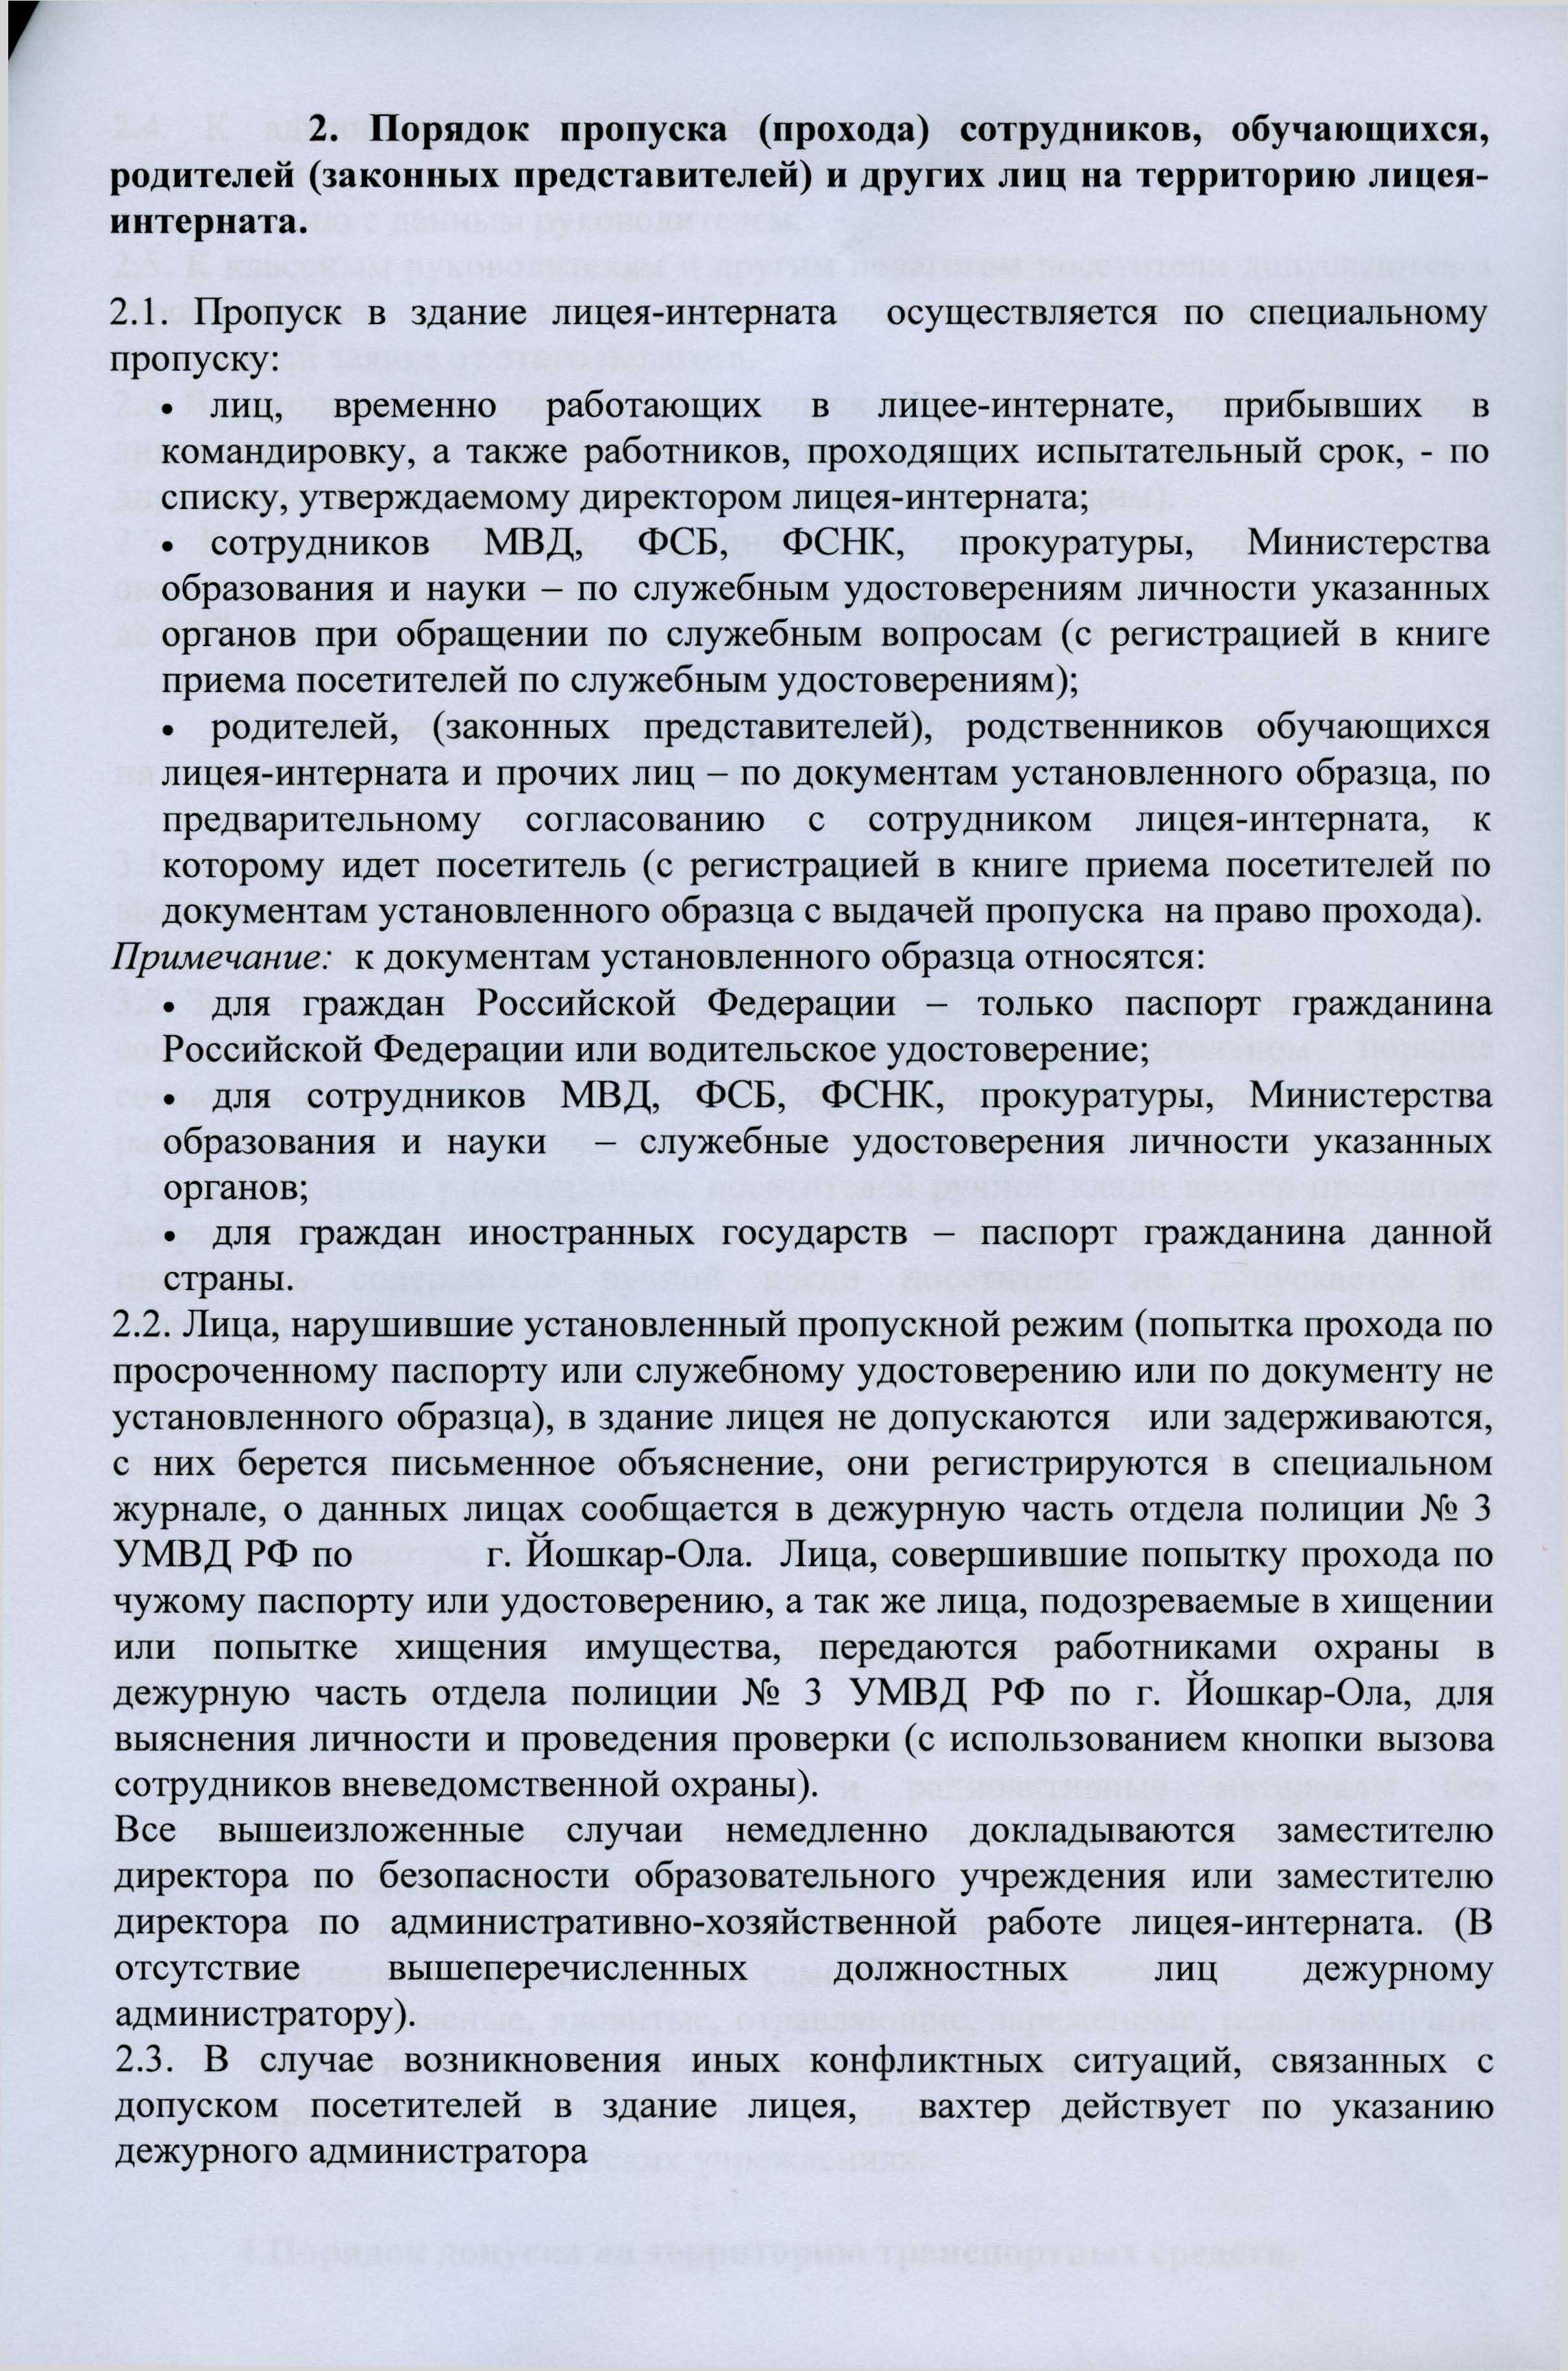 2. Порядок пропуска (прохода) сотрудников, обучающихся,
родителей (законных представителей) и других лиц на территорию лицея-
интерната.
2.1. Пропуск в здание лицея-интерната осуществляется по специальному
пропуску:
• лиц, временно работающих в лицее-интернате, прибывших в
командировку, а также работников, проходящих испытательный срок, - по
списку, утверждаемому директором лицея-интерната;
• сотрудников МВД, ФСБ, ФСНК, прокуратуры, Министерства
образования и науки – по служебным удостоверениям личности указанных
органов при обращении по служебным вопросам (с регистрацией в книге
приема посетителей по служебным удостоверениям);
• родителей, (законных представителей), родственников обучающихся
лицея-интерната и прочих лиц – по документам установленного образца, по
предварительному согласованию с сотрудником лицея-интерната, к
которому идет посетитель (с регистрацией в книге приема посетителей по
документам установленного образца с выдачей пропуска на право прохода).
Примечание: к документам установленного образца относятся:
• для граждан Российской Федерации – только паспорт гражданина
Российской Федерации или водительское удостоверение;
• для сотрудников МВД, ФСБ, ФСНК, прокуратуры, Министерства
образования и науки – служебные удостоверения личности указанных
органов;
• для граждан иностранных государств – паспорт гражданина данной
страны.
2.2. Лица, нарушившие установленный пропускной режим (попытка прохода по
просроченному паспорту или служебному удостоверению или по документу не
установленного образца), в здание лицея не допускаются или задерживаются,
с них берется письменное объяснение, они регистрируются в специальном
журнале, о данных лицах сообщается в дежурную часть отдела полиции № 3
УМВД РФ по г. Йошкар-Ола. Лица, совершившие попытку прохода по
чужому паспорту или удостоверению, а так же лица, подозреваемые в хищении
или попытке хищения имущества, передаются работниками охраны в
дежурную часть отдела полиции № 3 УМВД РФ по г. Йошкар-Ола, для
выяснения личности и проведения проверки (с использованием кнопки вызова
сотрудников вневедомственной охраны).
Все вышеизложенные случаи немедленно докладываются заместителю
директора по безопасности образовательного учреждения или заместителю
директора по административно-хозяйственной работе лицея-интерната. (В
отсутствие вышеперечисленных должностных лиц дежурному
администратору).
2.3. В случае возникновения иных конфликтных ситуаций, связанных с
допуском посетителей в здание лицея, вахтер действует по указанию
дежурного администратора